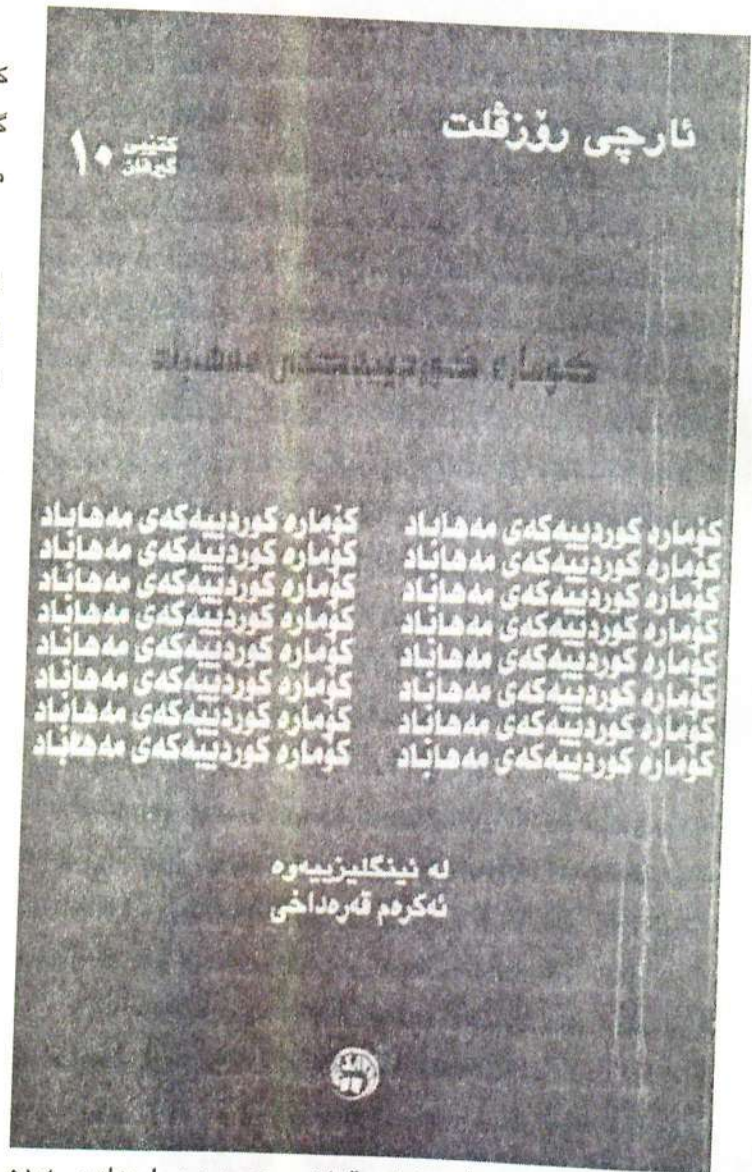 ئارچی رۆزڤلت
کتێبی
گیرفان
١٠
کۆماره کوردییەکەی مەهاباد
کۆماره کوردییەکەی مەهاباد کۆماره کوردییەکەی مەهاباد
کۆماره کوردییەکەی مەهاباد کۆماره کوردییەکەی مەهاباد
کۆماره کوردییەکەی مەهاباد کۆماره کوردییەکەی مەهاباد
کۆماره کوردییەکەی مەهاباد کۆماره کوردییەکەی مەهاباد
کۆماره کوردییەکەی مەهاباد کۆماره کوردییەکەی مەهاباد
کۆماره کوردییەکەی مەهاباد کۆماره کوردییەکەی مەهاباد
کۆماره کوردییەکەی مەهاباد کۆماره کوردییەکەی مەهاباد
کۆماره کوردییەکەی مەهاباد کۆماره کوردییەکەی مەهاباد
لە ئینگلیزییەوە
ئەکرەم قەرەداخی